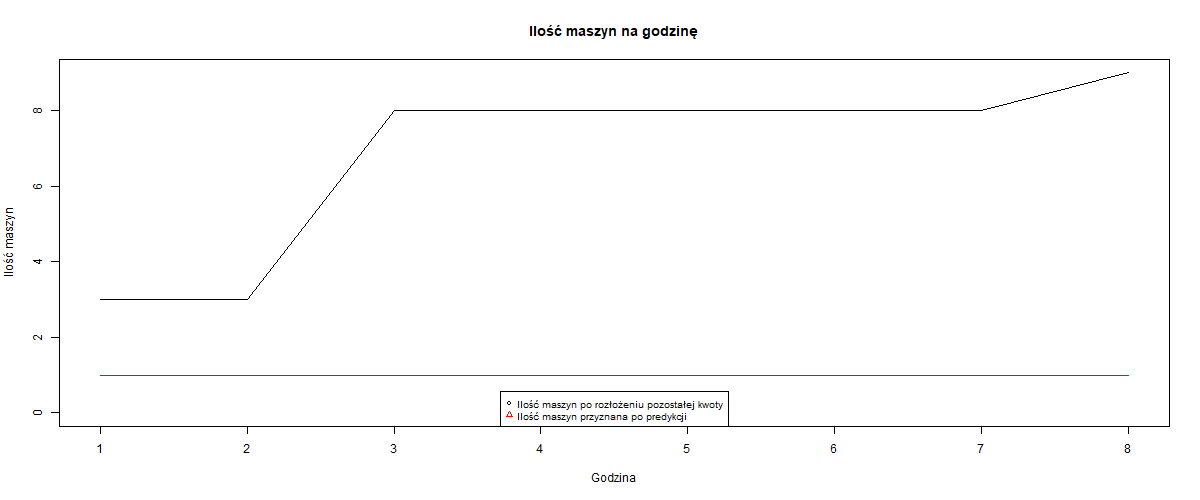 Ilość maszyn na godzinę
Ilość maszyn
8
6
4
2
0
Ilość maszyn po rozłożeniu pozostałej kwoty
Ilość maszyn przyznana po predykcji
1 2 3 4 5 6 7 8
Godzina